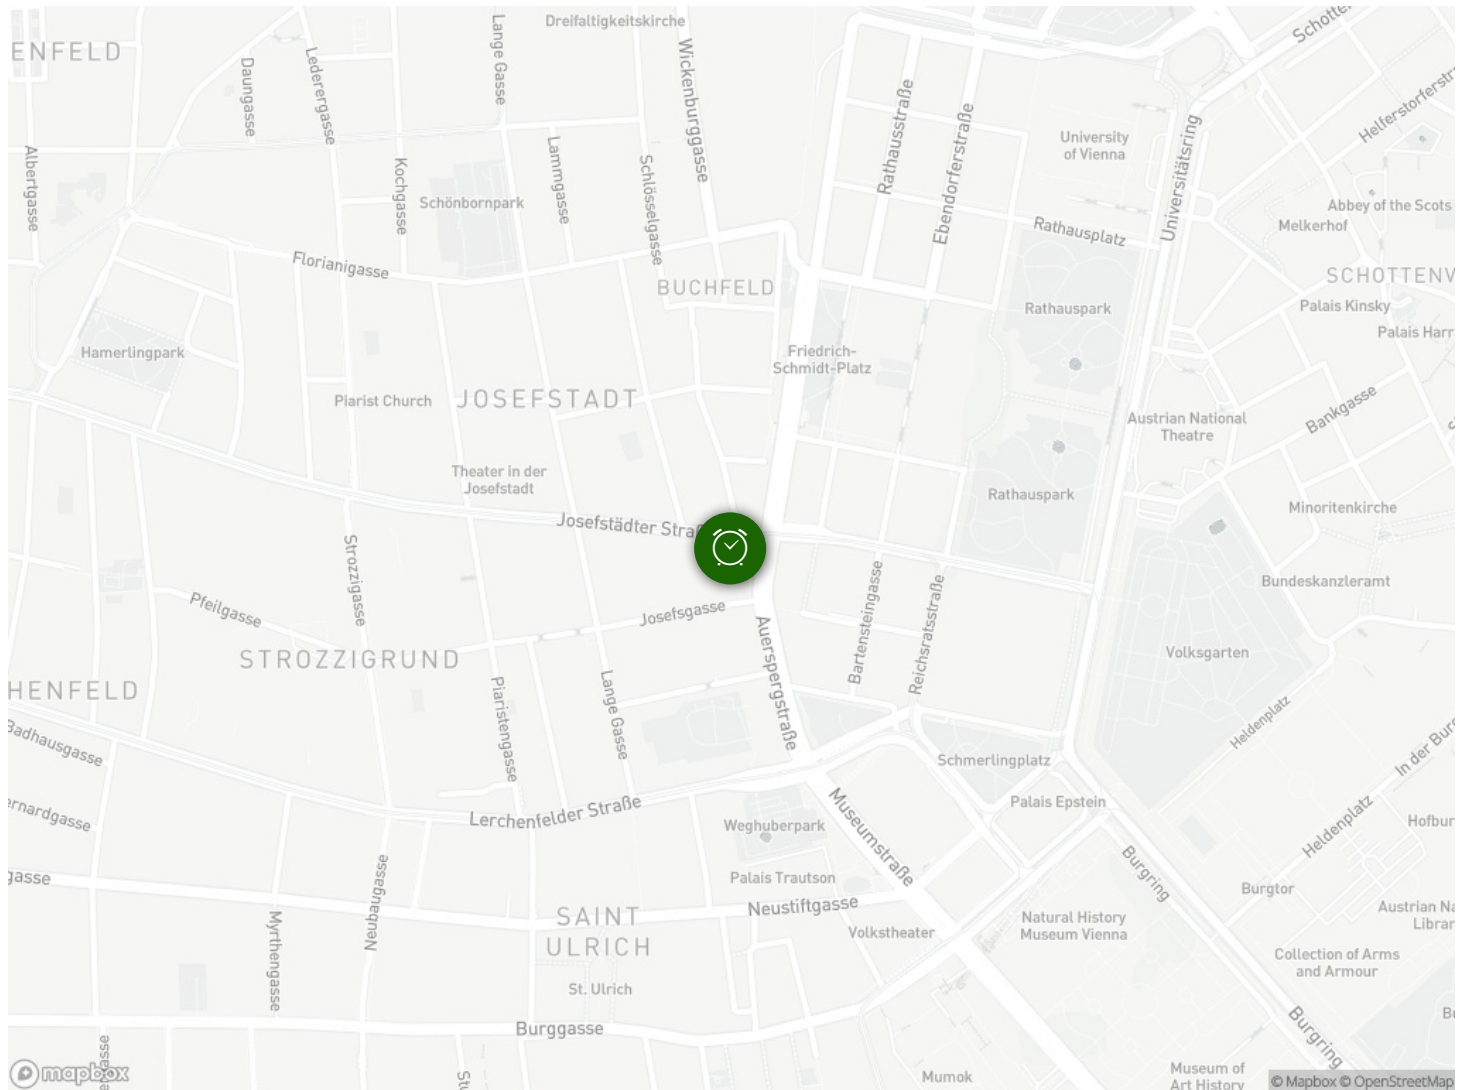 Dreifaltigkeitskirche
Schotte
ENFELD
Lange Gasse
Wickenburggasse
Lederergasse
Daungasse
Rathausstraße
Ebendorferstraße
Universitätsring
Helferstorferstr
University
of Vienna
Albertgasse
Kochgasse
Lammgasse
Schlösselgasse
Schönbornpark
Abbey of the Scots
Melkerhof
Rathausplatz
Florianigasse
BUCHFELD
SCHOTTENV
Rathauspark
Palais Kinsky
Palais Harr
Hamerlingpark
Friedrich-
Schmidt-Platz
Piarist Church
JOSEFSTADT
Austrian National
Theatre
Bankgasse
Theater in der
Josefstadt
Rathauspark
Minoritenkirche
Josefstädter Straß
Strozzigasse
Bundeskanzleramt
Pfeilgasse
Josefsgasse
Bartensteingasse
Reichsratsstraße
Auerspergstraße
STROZZIGRUND
Volksgarten
HENFELD
Piaristengasse
Lange Gasse
Heldenplatz
Badhausgasse
Schmerlingplatz
In der Burg
ernardgasse
Lerchenfelder Straße
Palais Epstein
Weghuberpark
Museumstraße
Heldenplatz
Hofbur
Burgring
gasse
Neubaugasse
Palais Trautson
Burgtor
Neustiftgasse
Austrian Na
Librar
Myrthengasse
SAINT
ULRICH
Volkstheater
Natural History
Museum Vienna
Collection of Arms
and Armour
St. Ulrich
Burggasse
Burgring
mapbox
Mumok
Museum of
Art History
© Mapbox © OpenStreetMap